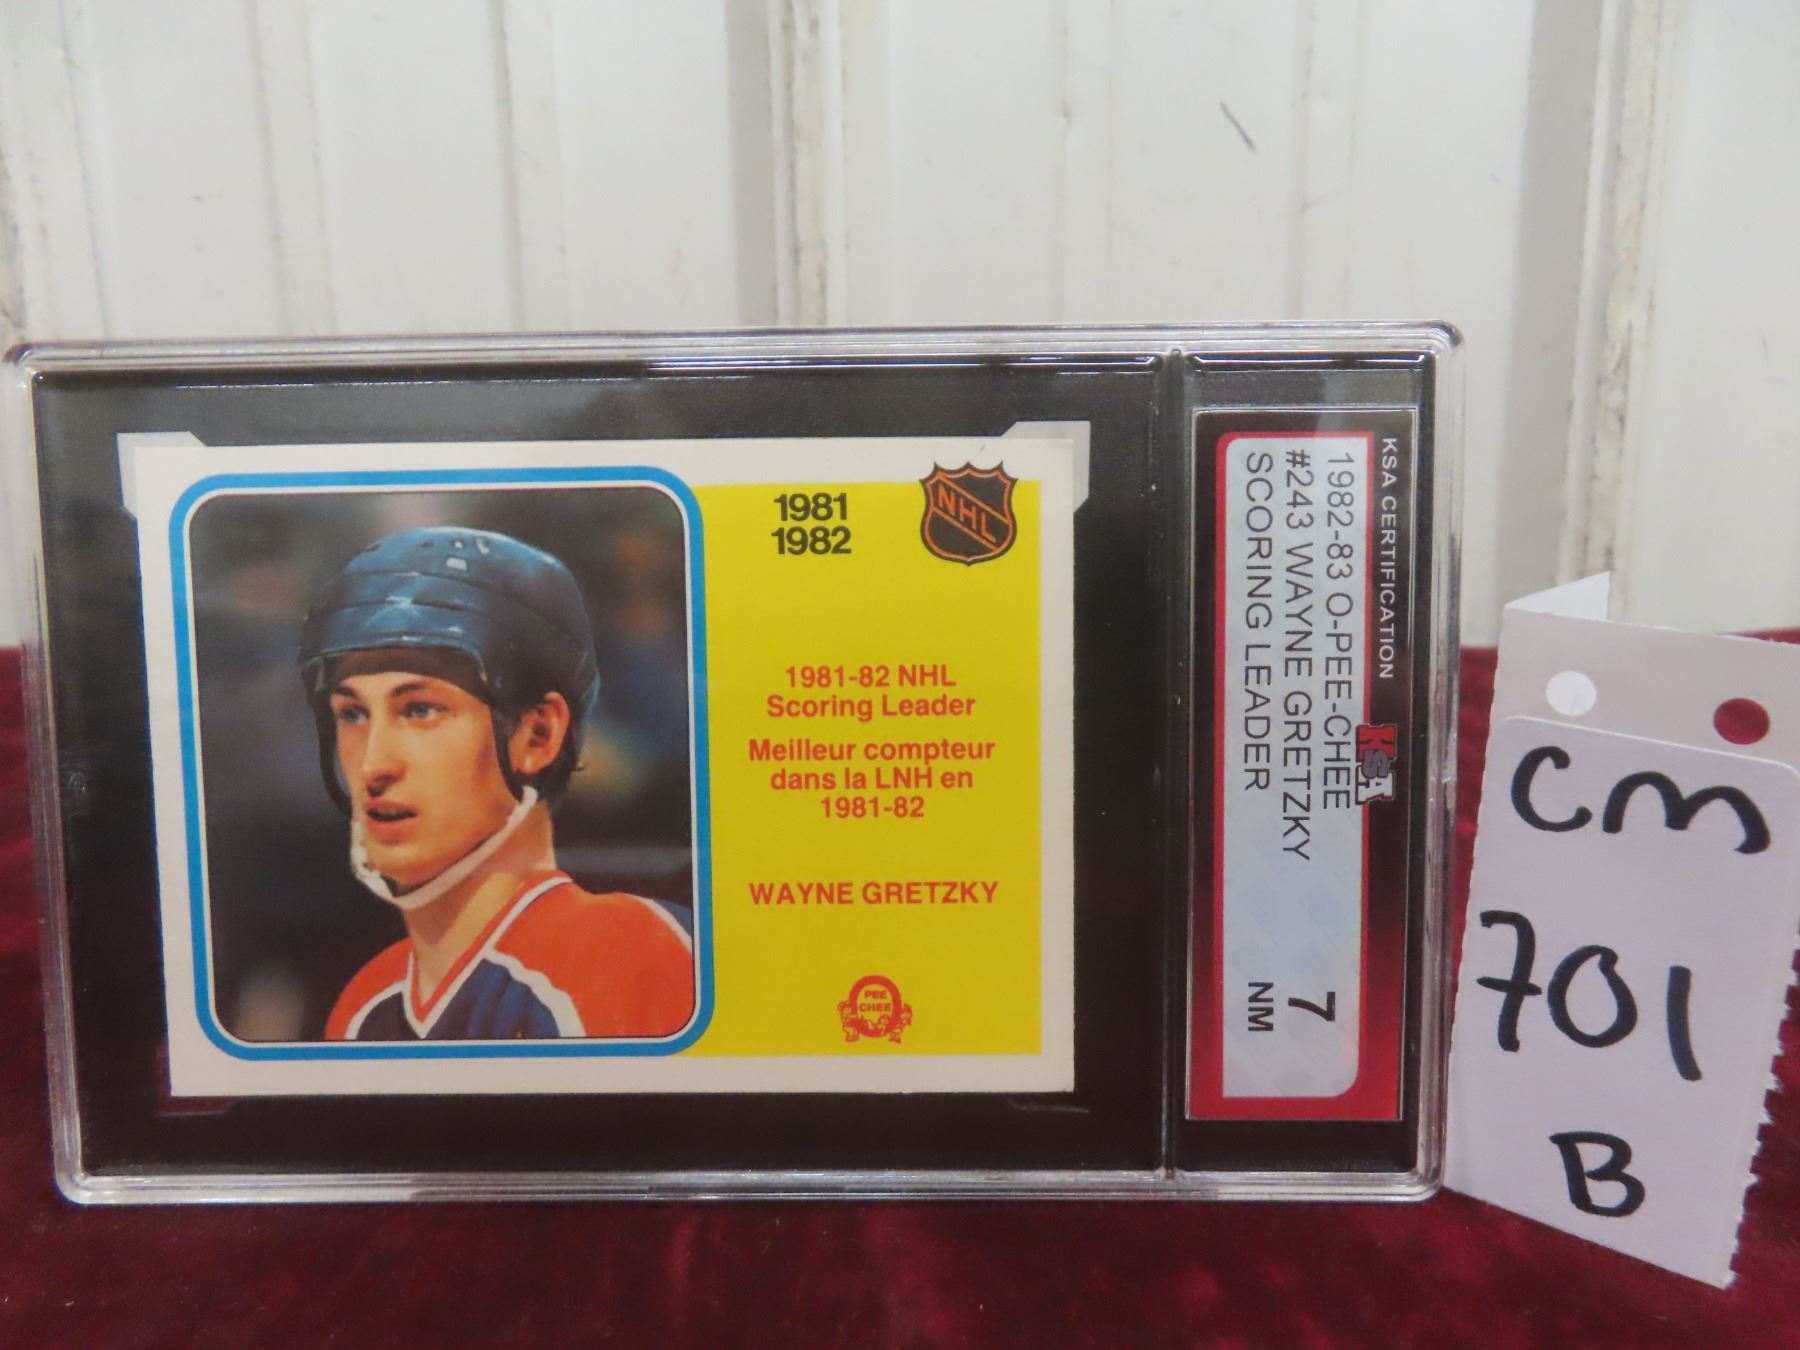 1981
1982
NHL
1981-82 NHL
Scoring Leader
Meilleur compteur
dans la LNH en
1981-82
WAYNE GRETZKY
PEE
CHEE
KSA CERTIFICATION
KSA
1982-83 O-PEE-CHEE
#243 WAYNE GRETZKY 7
SCORING LEADER NM
CM
701
B